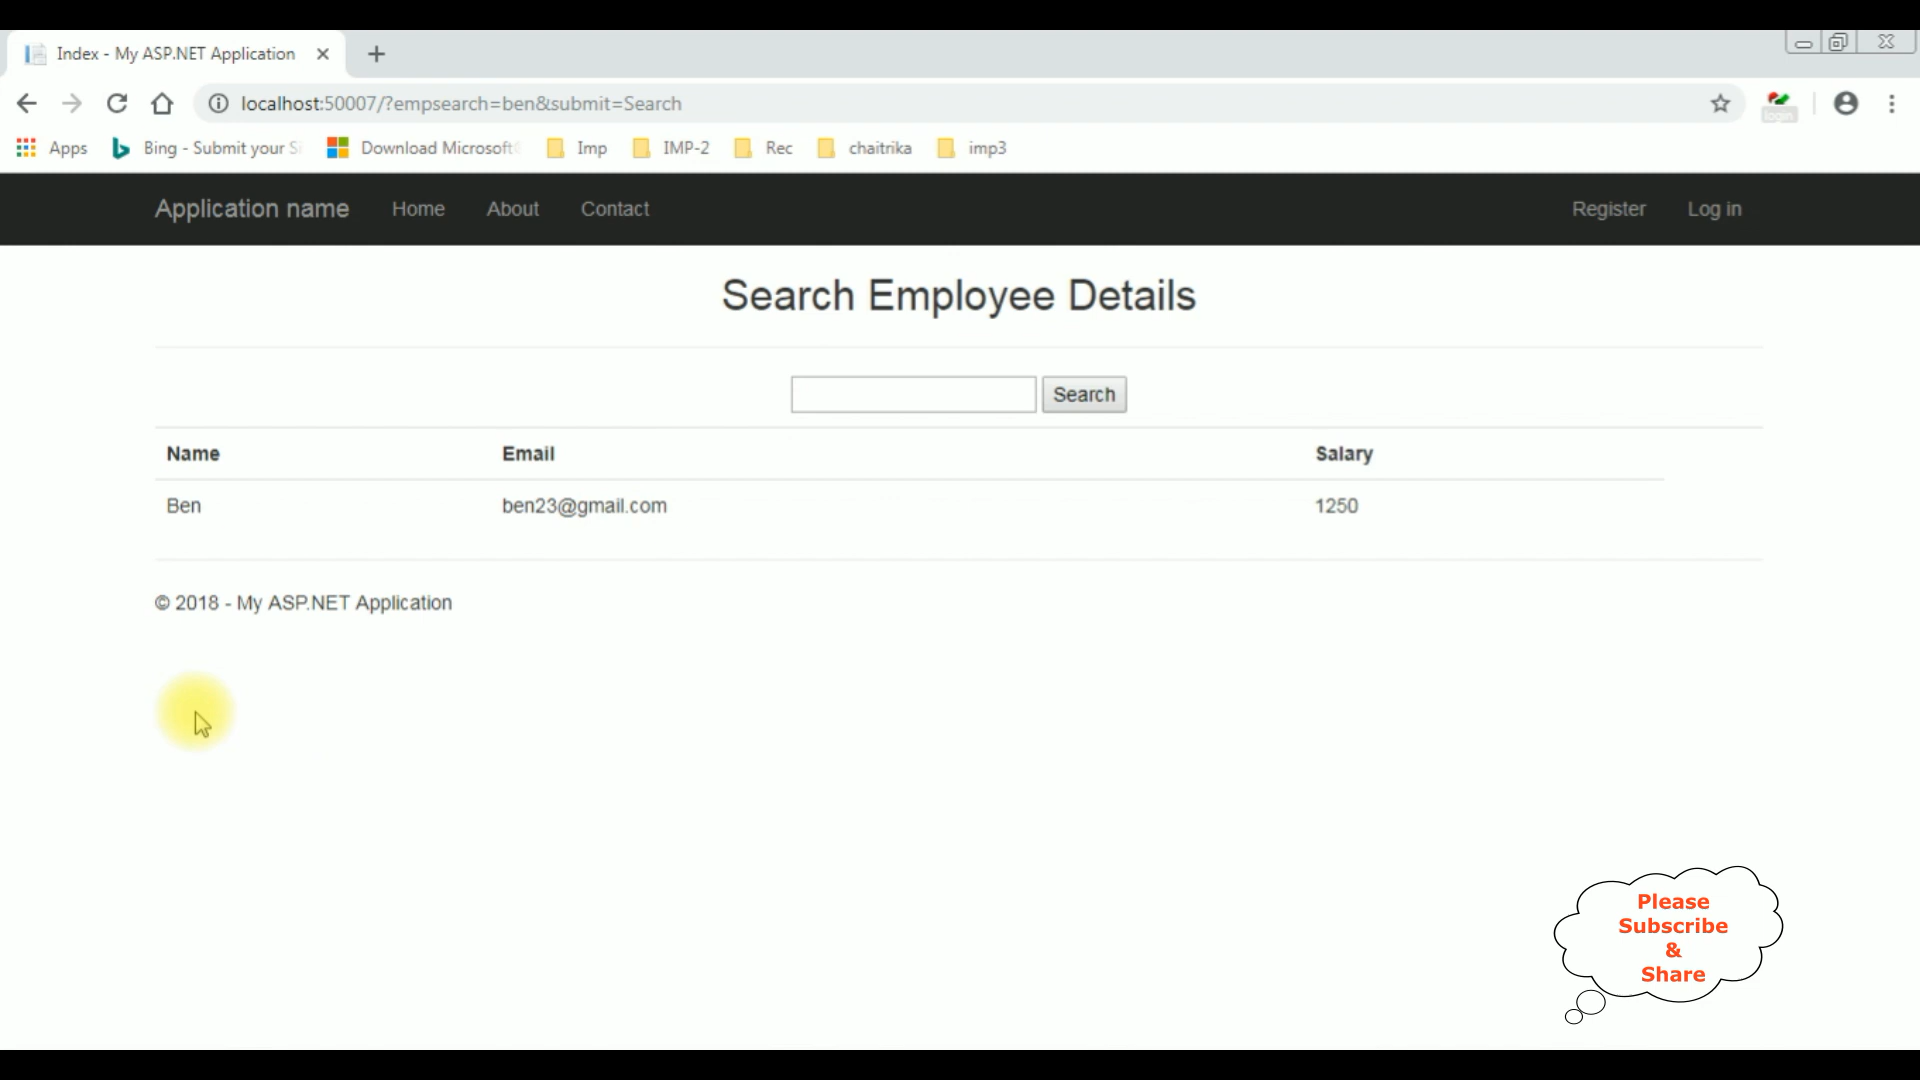 Index - My ASP.NET Application
localhost:50007/?empsearch=ben&submit=Search
login
Apps Bing - Submit your Si Download Microsoft Imp IMP-2 Rec chaitrika imp3
Application name Home About Contact Register Log in
Search Employee Details
Search
Name Email Salary
Ben ben23@gmail.com 1250
© 2018 - My ASP.NET Application
Please
Subscribe
&
Share